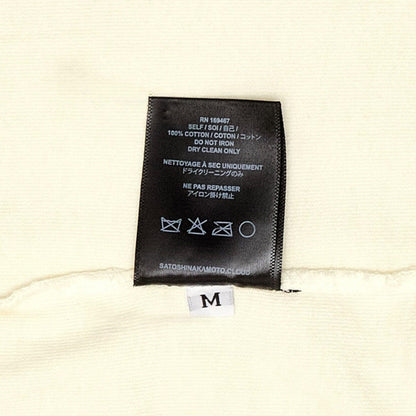 RN 169467
SELF / SOI / 自己 /
100% COTTON / COTON / コットン
DO NOT IRON
DRY CLEAN ONLY
NETTOYAGE À SEC UNIQUEMENT
ドライクリーニングのみ
NE PAS REPASSER
アイロン掛け禁止
SATOSHINAKAMOTO.CLOUD
M